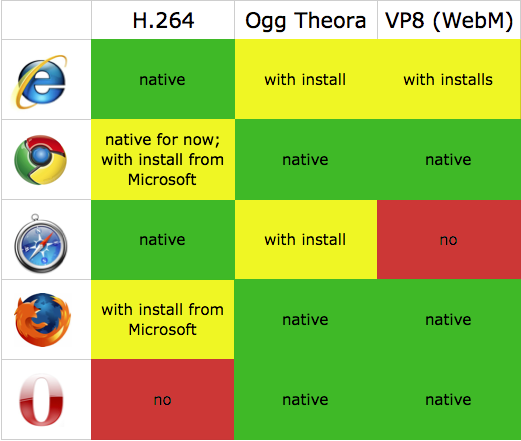 H.264 Ogg Theora VP8 (WebM)
native with install with installs
native for now;
with install from
Microsoft
native native
native with install no
with install from
Microsoft
native native
no native native